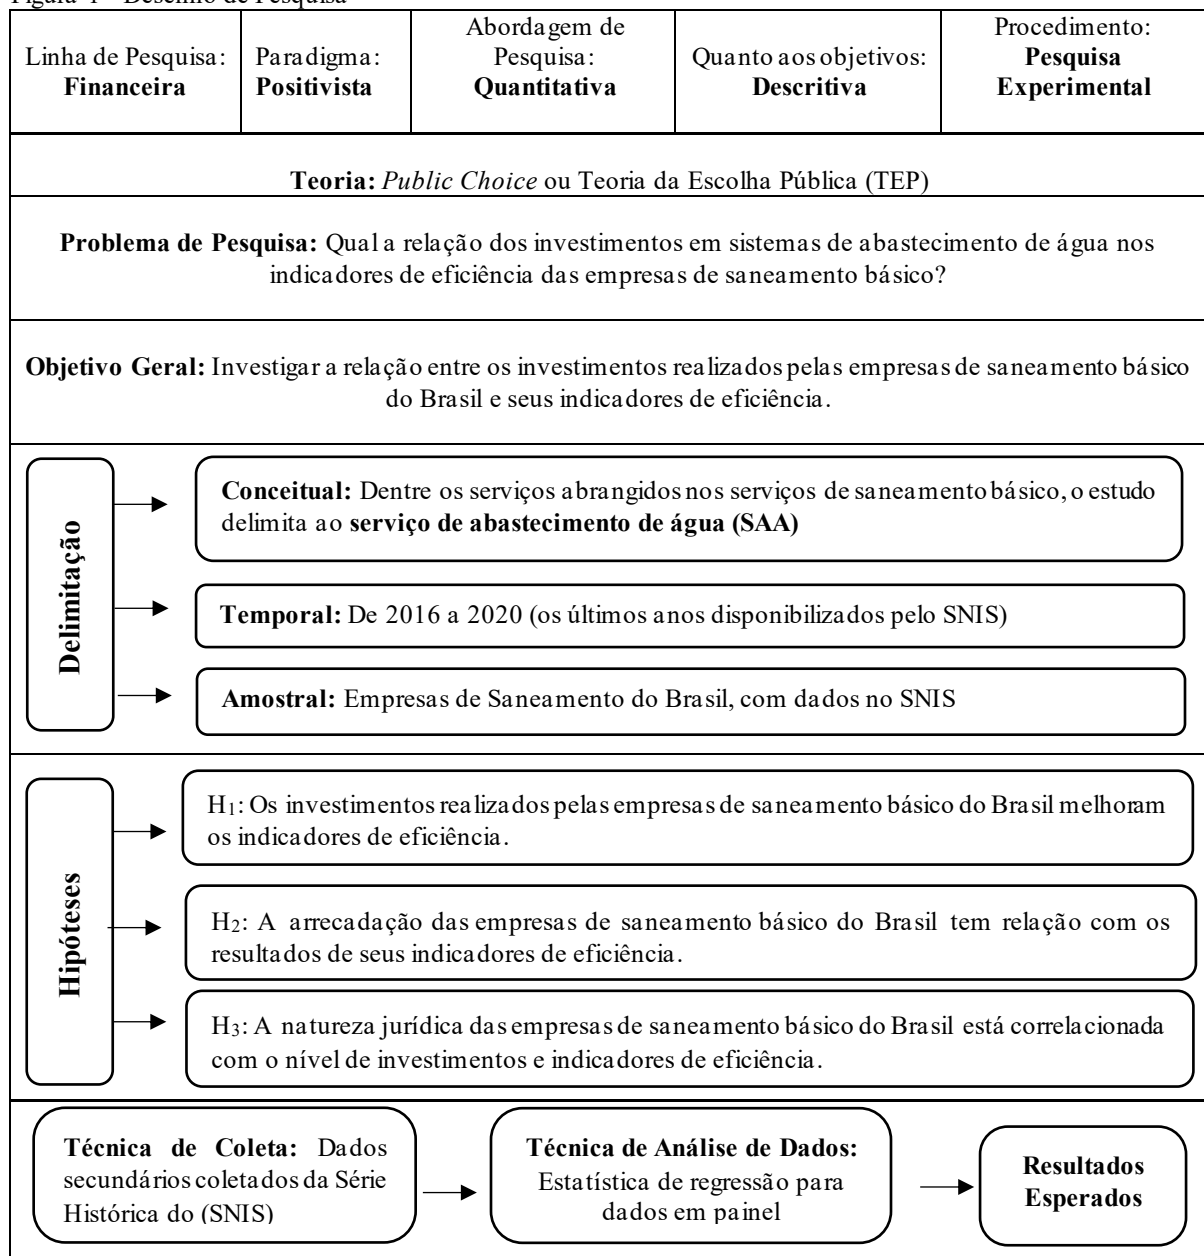 Figura 1 - Desenho de Pesquisa
Linha de Pesquisa:
Financeira
Paradigma:
Positivista
Abordagem de
Pesquisa:
Quantitativa
Quanto aos objetivos:
Descritiva
Procedimento:
Pesquisa
Experimental
Teoria: Public Choice ou Teoria da Escolha Pública (TEP)
Problema de Pesquisa: Qual a relação dos investimentos em sistemas de abastecimento de água nos
indicadores de eficiência das empresas de saneamento básico?
Objetivo Geral: Investigar a relação entre os investimentos realizados pelas empresas de saneamento básico
do Brasil e seus indicadores de eficiência.
Delimitação
Conceitual: Dentre os serviços abrangidos nos serviços de saneamento básico, o estudo
delimita ao serviço de abastecimento de água (SAA)
Temporal: De 2016 a 2020 (os últimos anos disponibilizados pelo SNIS)
Amostral: Empresas de Saneamento do Brasil, com dados no SNIS
Hipóteses
H1: Os investimentos realizados pelas empresas de saneamento básico do Brasil melhoram
os indicadores de eficiência.
H2: A arrecadação das empresas de saneamento básico do Brasil tem relação com os
resultados de seus indicadores de eficiência.
H3: A natureza jurídica das empresas de saneamento básico do Brasil está correlacionada
com o nível de investimentos e indicadores de eficiência.
Técnica de Coleta: Dados
secundários coletados da Série
Histórica do (SNIS)
Técnica de Análise de Dados:
Estatística de regressão para
dados em painel
Resultados
Esperados